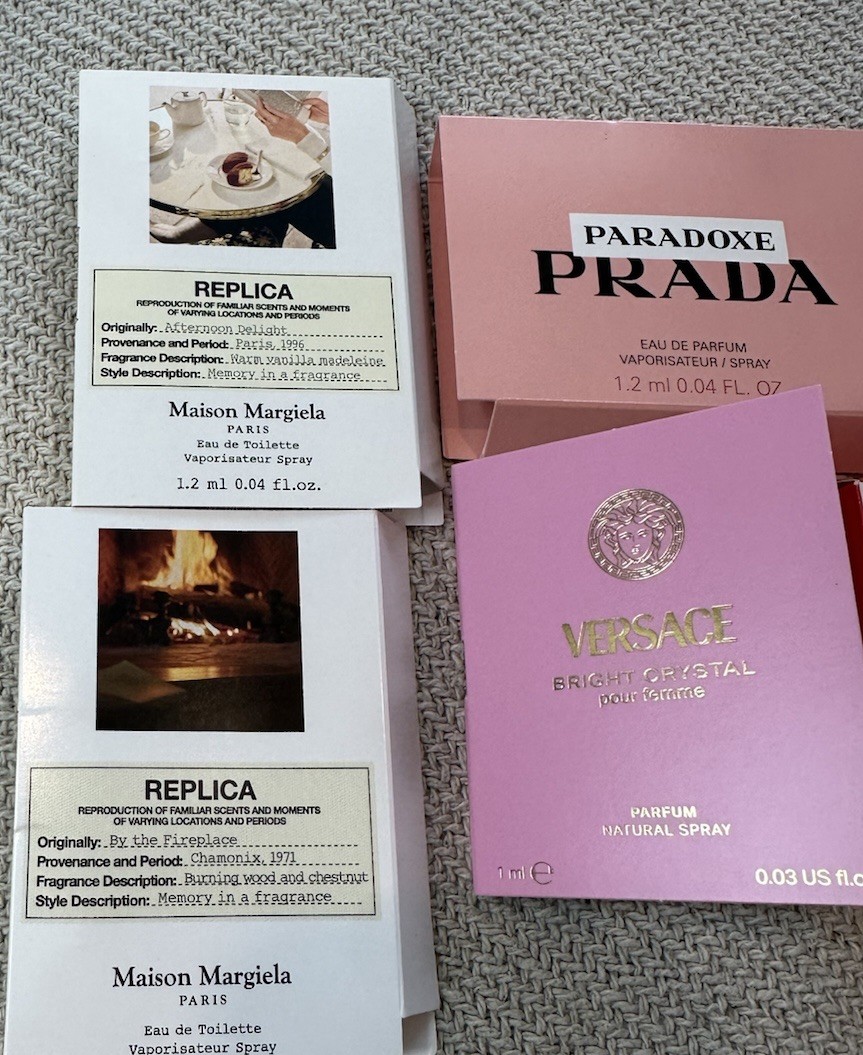 REPLICA
REPRODUCTION OF FAMILIAR SCENTS AND MOMENTS
OF VARYING LOCATIONS AND PERIODS
Originally: Afternoon Delight
Provenance and Period: Paris, 1996
Fragrance Description: Warm vanilla madeleine
Style Description: Memory in a fragrance
Maison Margiela
PARIS
Eau de Toilette
Vaporisateur Spray
1.2 ml 0.04 fl.oz.
PARADOXE
PRADA
EAU DE PARFUM
VAPORISATEUR / SPRAY
1.2 ml 0.04 FL. OZ
REPLICA
REPRODUCTION OF FAMILIAR SCENTS AND MOMENTS
OF VARYING LOCATIONS AND PERIODS
Originally: By the Fireplace
Provenance and Period: Chamonix, 1971
Fragrance Description: Burning wood and chestnut
Style Description: Memory in a fragrance
Maison Margiela
PARIS
Eau de Toilette
Vaporisateur Spray
VERSACE
BRIGHT CRYSTAL
pour femme
PARFUM
NATURAL SPRAY
1 ml ℮
0.03 US fl.o